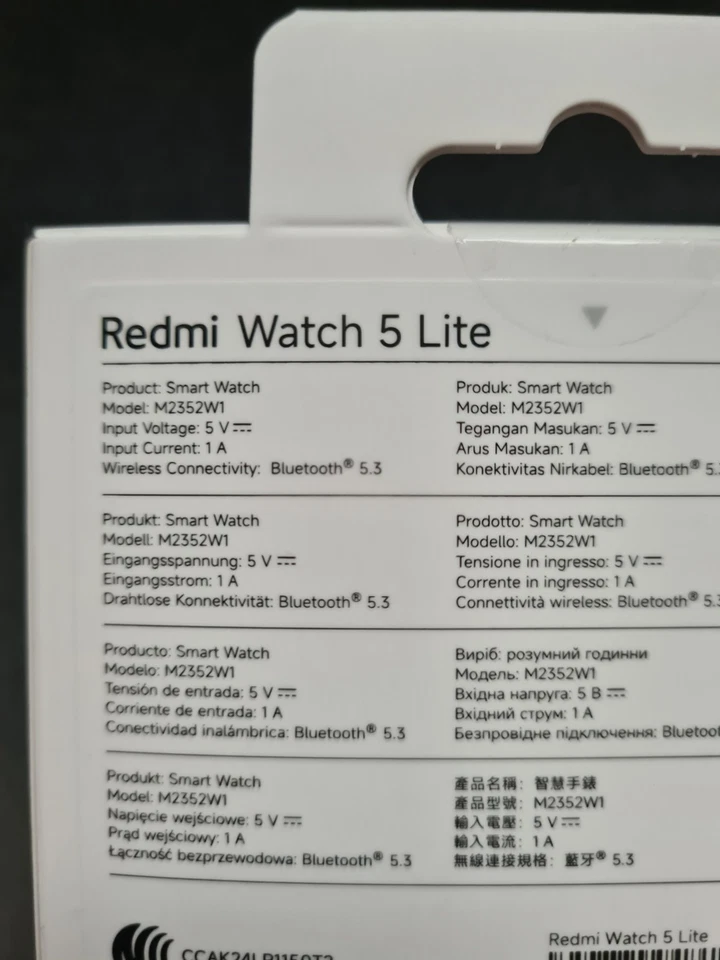 Redmi Watch 5 Lite
Product: Smart Watch
Model: M2352W1
Input Voltage: 5 V ⎓
Input Current: 1 A
Wireless Connectivity: Bluetooth® 5.3
Produk: Smart Watch
Model: M2352W1
Tegangan Masukan: 5 V ⎓
Arus Masukan: 1 A
Konektivitas Nirkabel: Bluetooth® 5.
Produkt: Smart Watch
Modell: M2352W1
Eingangsspannung: 5 V ⎓
Eingangsstrom: 1 A
Drahtlose Konnektivität: Bluetooth® 5.3
Prodotto: Smart Watch
Modello: M2352W1
Tensione in ingresso: 5 V ⎓
Corrente in ingresso: 1 A
Connettività wireless: Bluetooth® 5.
Producto: Smart Watch
Modelo: M2352W1
Tensión de entrada: 5 V ⎓
Corriente de entrada: 1 A
Conectividad inalámbrica: Bluetooth® 5.3
Виріб: розумний годинни
Модель: M2352W1
Вхідна напруга: 5 В ⎓
Вхідний струм: 1 А
Безпровідне підключення: Bluetoo
Produkt: Smart Watch
Model: M2352W1
Napięcie wejściowe: 5 V ⎓
Prąd wejściowy: 1 A
Łączność bezprzewodowa: Bluetooth® 5.3
產品名稱: 智慧手錶
產品型號: M2352W1
輸入電壓: 5 V ⎓
輸入電流: 1 A
無線連接規格: 藍牙® 5.3
Redmi Watch 5 Lite